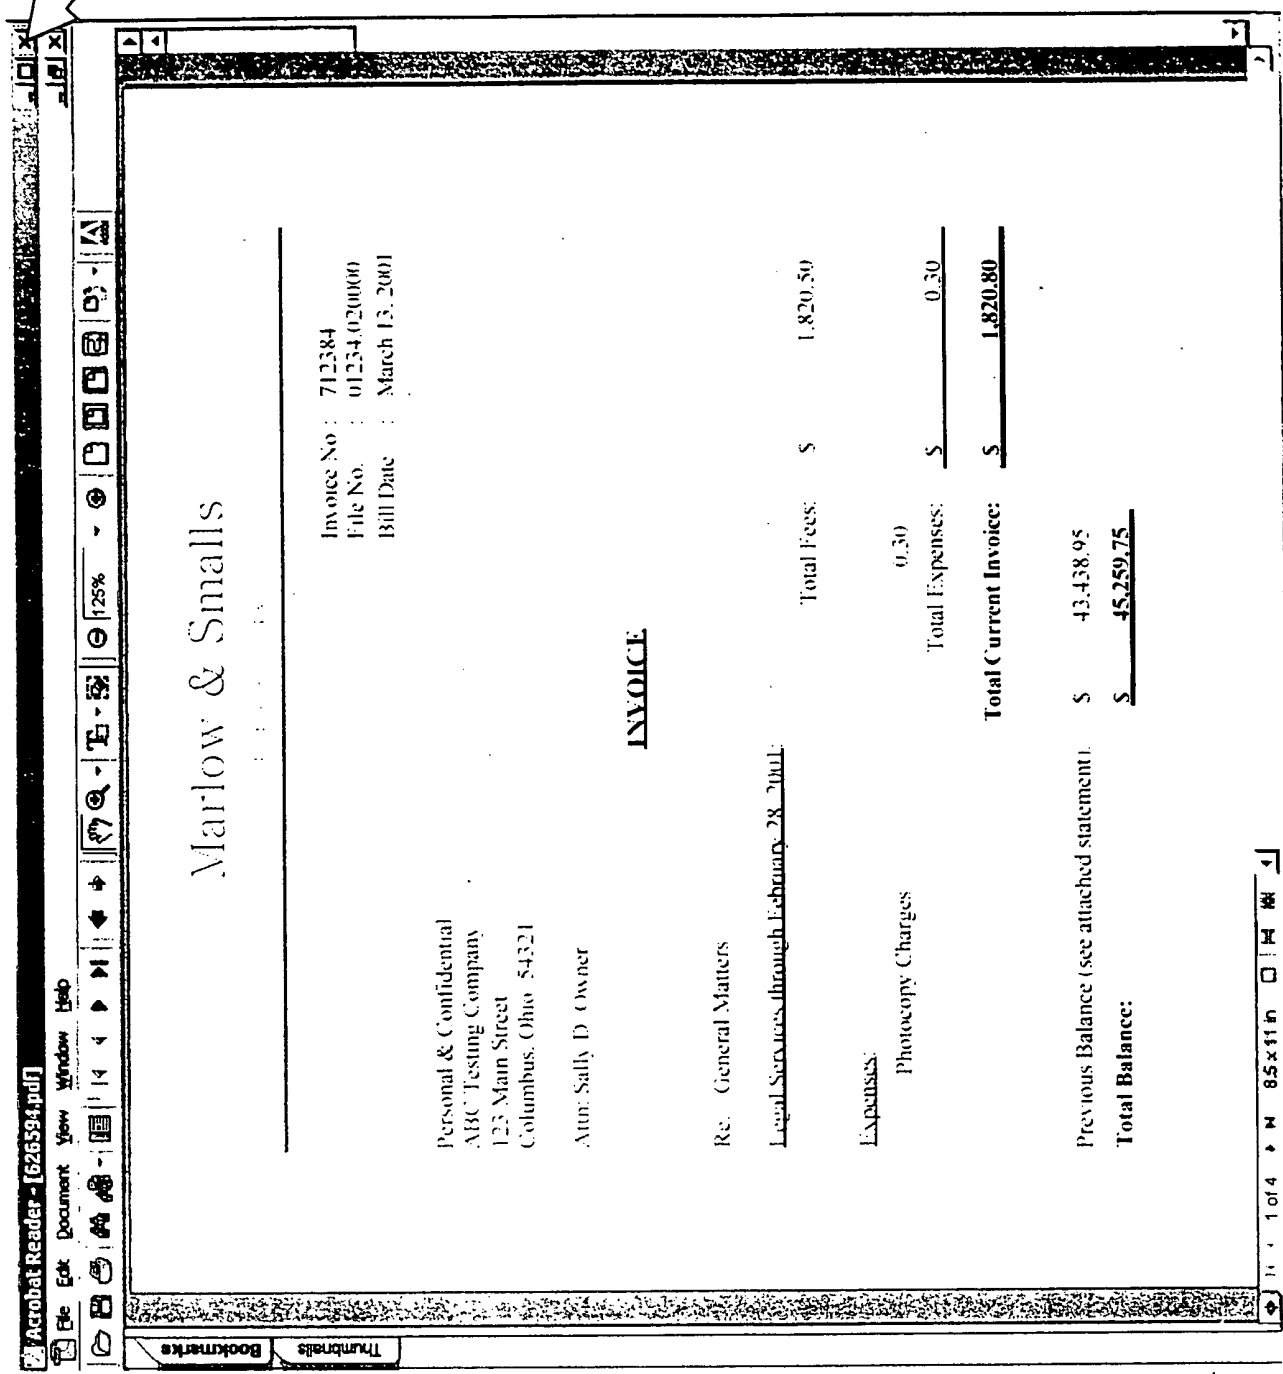 Acrobat Reader - [626594.pdf]
File Edit Document View Window Help
125%
Bookmarks
Thumbnails
Marlow & Smalls
Invoice No : 712384
File No. : 01234.020000
Bill Date : March 13, 2001
Personal & Confidential
ABC Testing Company
123 Main Street
Columbus, Ohio 54321
Attn: Sally D. Owner
INVOICE
Re: General Matters
Legal Services through February 28, 2001:
Total Fees: $ 1,820.50
Expenses:
Photocopy Charges 0.30
Total Expenses: $ 0.30
Total Current Invoice: $ 1,820.80
Previous Balance (see attached statement). $ 43,438.95
Total Balance: $ 45,259.75
1 of 4 8.5 x 11 in